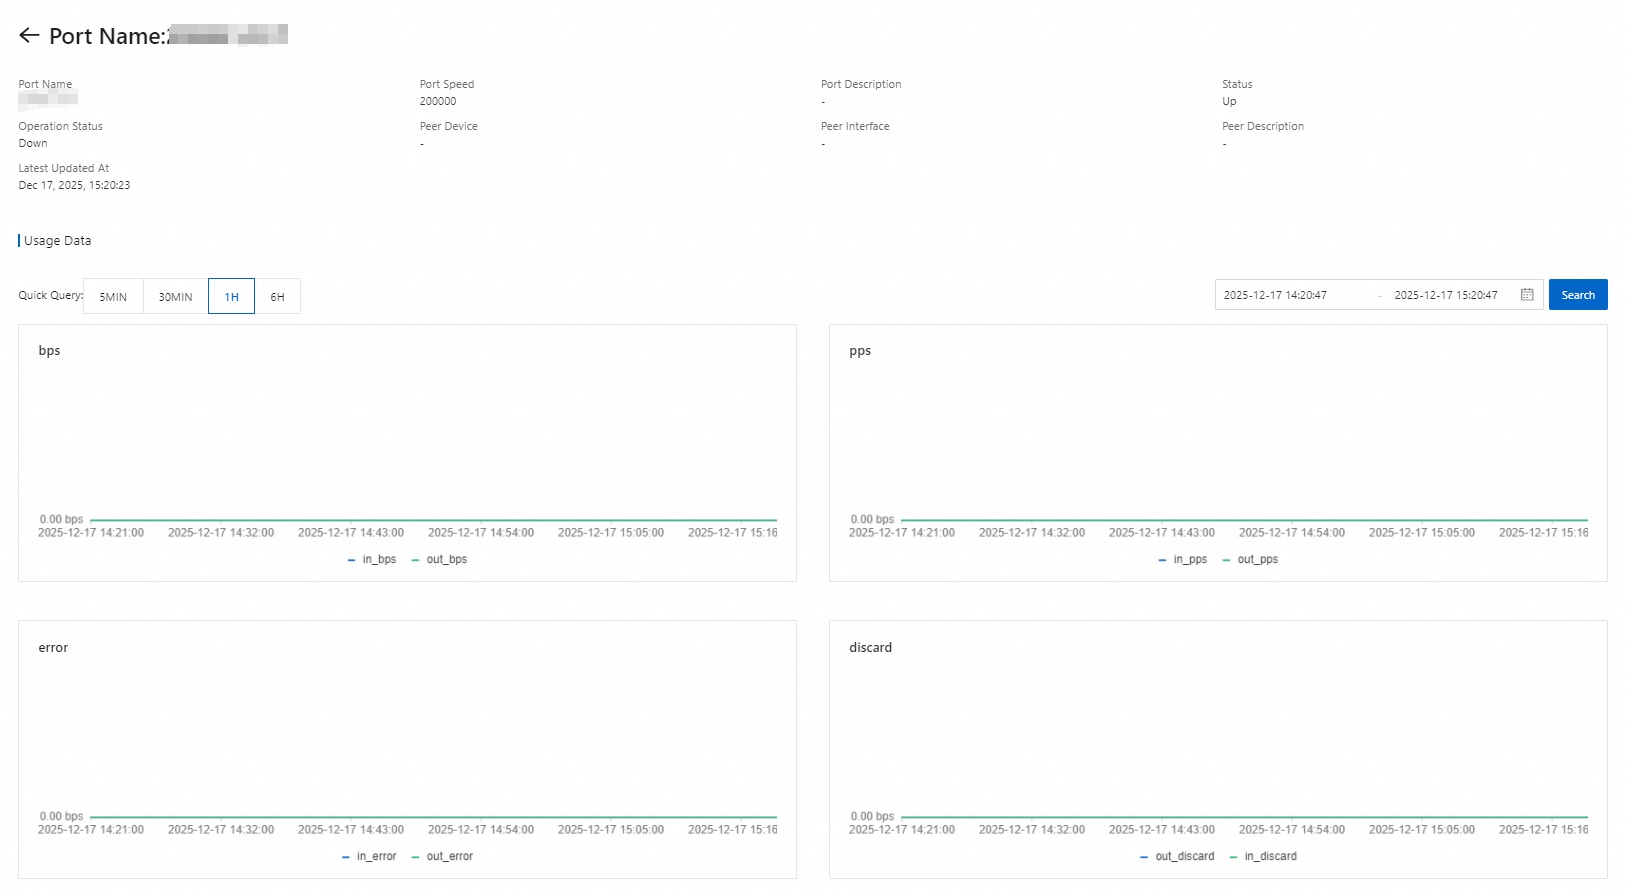 Port Name:
Port Name Port Speed Port Description Status
200000 - Up
Operation Status Peer Device Peer Interface Peer Description
Down - - -
Latest Updated At
Dec 17, 2025, 15:20:23
Usage Data
Quick Query: 5MIN 30MIN 1H 6H 2025-12-17 14:20:47 - 2025-12-17 15:20:47 Search
bps
0.00 bps
2025-12-17 14:21:00 2025-12-17 14:32:00 2025-12-17 14:43:00 2025-12-17 14:54:00 2025-12-17 15:05:00 2025-12-17 15:16
in_bps out_bps
pps
0.00 bps
2025-12-17 14:21:00 2025-12-17 14:32:00 2025-12-17 14:43:00 2025-12-17 14:54:00 2025-12-17 15:05:00 2025-12-17 15:16
in_pps out_pps
error
0.00 bps
2025-12-17 14:21:00 2025-12-17 14:32:00 2025-12-17 14:43:00 2025-12-17 14:54:00 2025-12-17 15:05:00 2025-12-17 15:16
in_error out_error
discard
0.00 bps
2025-12-17 14:21:00 2025-12-17 14:32:00 2025-12-17 14:43:00 2025-12-17 14:54:00 2025-12-17 15:05:00 2025-12-17 15:16
out_discard in_discard